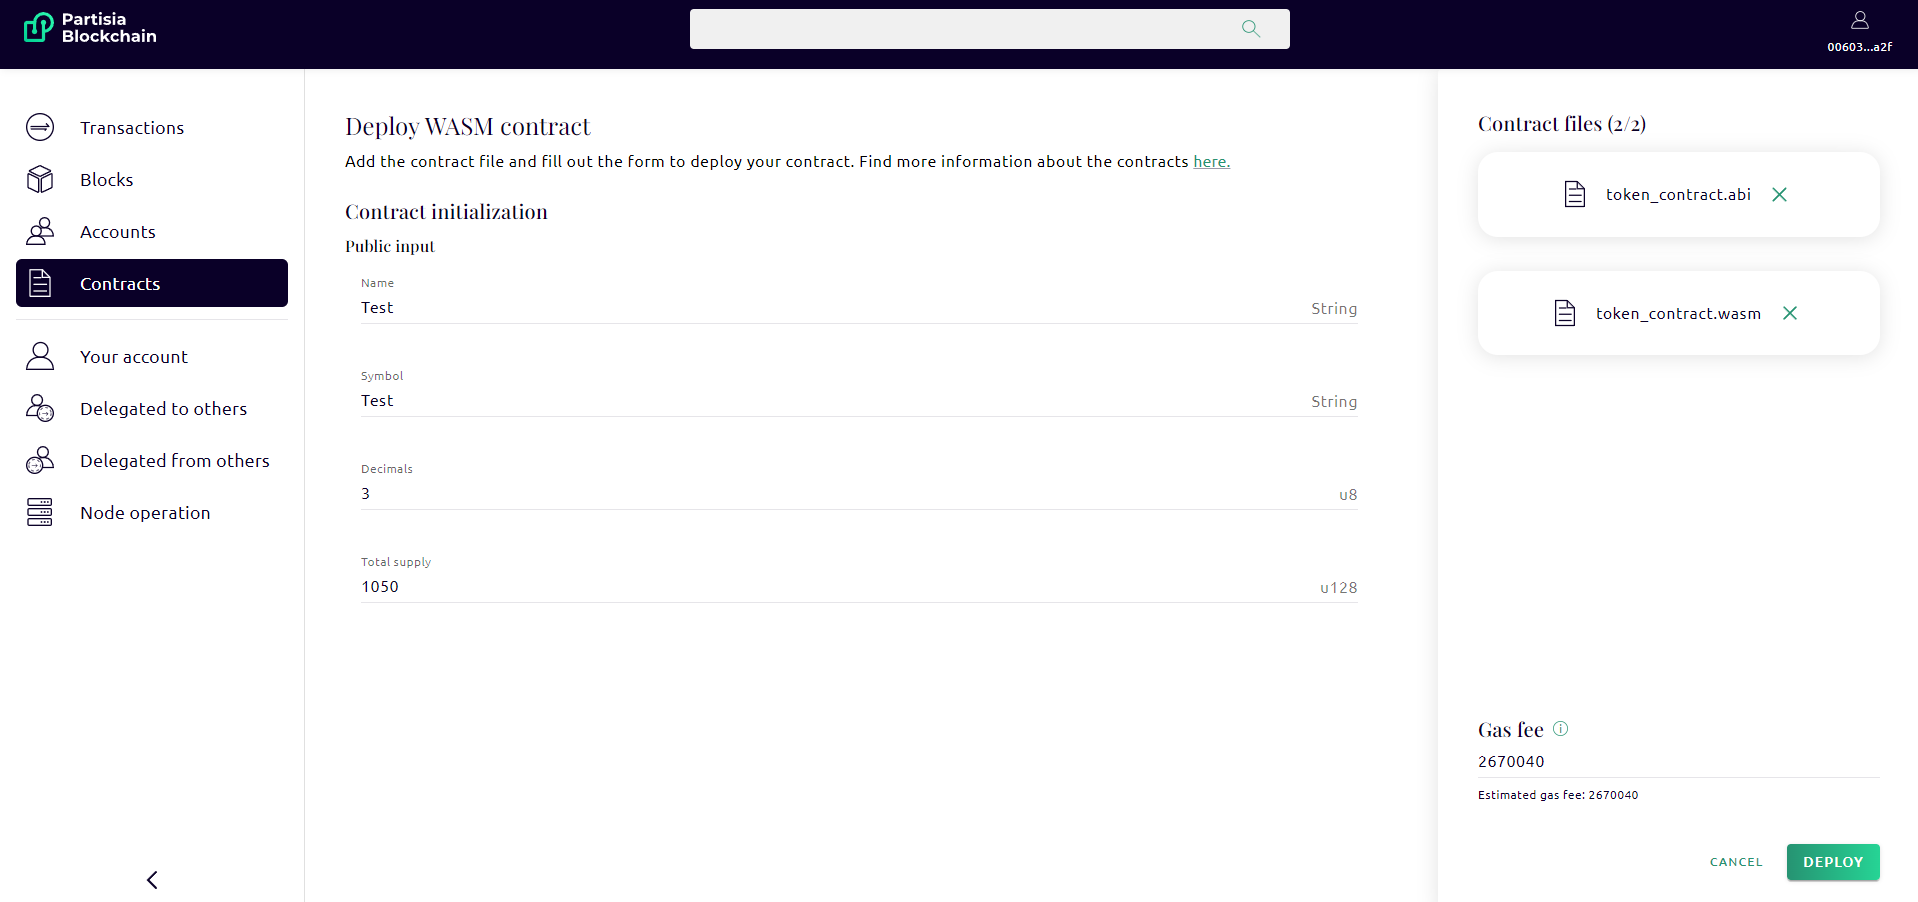 Partisia
Blockchain
00603...a2f
Transactions
Blocks
Accounts
Contracts
Your account
Delegated to others
Delegated from others
Node operation
Deploy WASM contract
Add the contract file and fill out the form to deploy your contract. Find more information about the contracts here.
Contract initialization
Public input
Name
Test String
Symbol
Test String
Decimals
3 u8
Total supply
1050 u128
Contract files (2/2)
token_contract.abi
token_contract.wasm
Gas fee
2670040
Estimated gas fee: 2670040
CANCEL DEPLOY